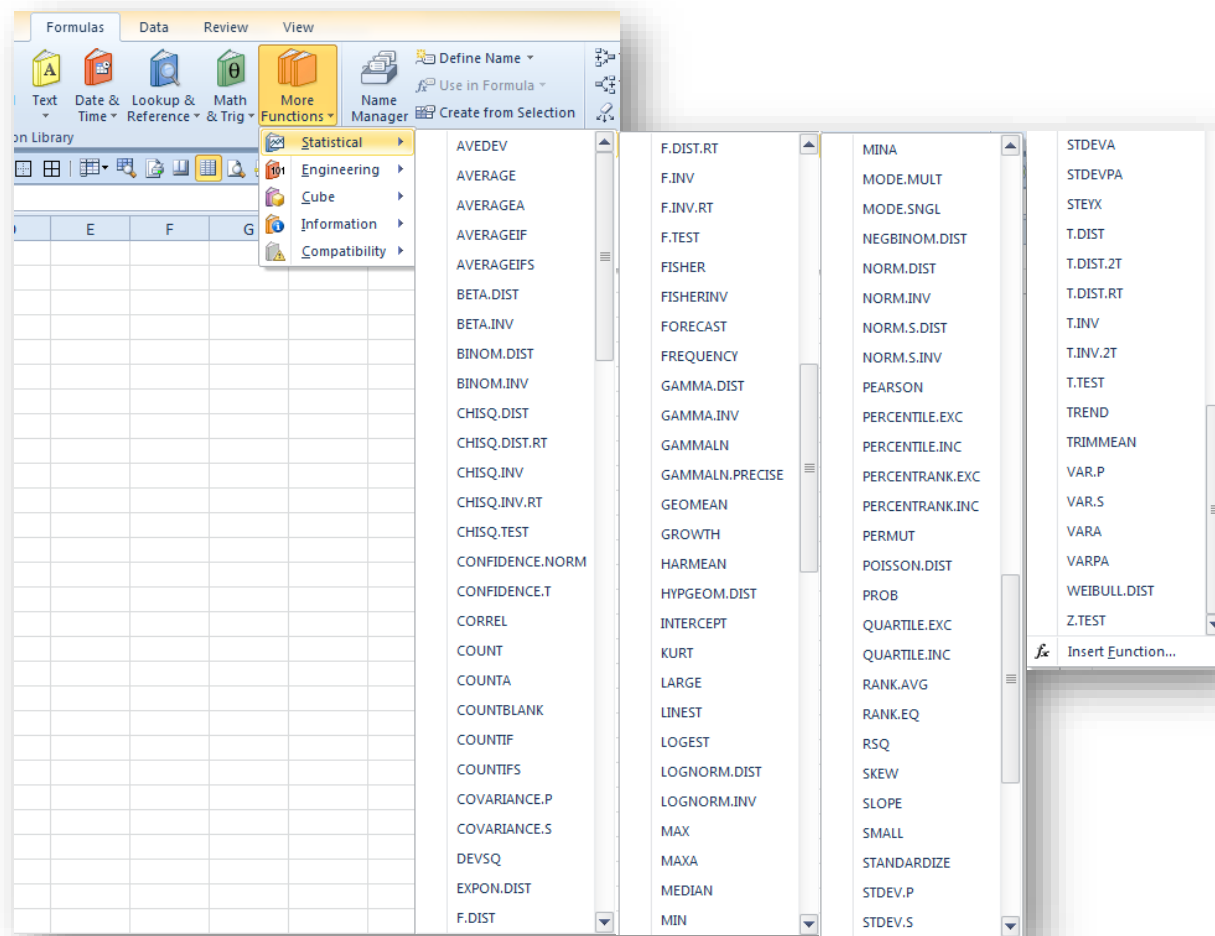 Formulas Data Review View
Text
Date & Time
Lookup & Reference
Math & Trig
More Functions
Name Manager
Define Name
Use in Formula
Create from Selection
on Library
E F G
Statistical
Engineering
Cube
Information
Compatibility
AVEDEV
AVERAGE
AVERAGEA
AVERAGEIF
AVERAGEIFS
BETA.DIST
BETA.INV
BINOM.DIST
BINOM.INV
CHISQ.DIST
CHISQ.DIST.RT
CHISQ.INV
CHISQ.INV.RT
CHISQ.TEST
CONFIDENCE.NORM
CONFIDENCE.T
CORREL
COUNT
COUNTA
COUNTBLANK
COUNTIF
COUNTIFS
COVARIANCE.P
COVARIANCE.S
DEVSQ
EXPON.DIST
F.DIST
F.DIST.RT
F.INV
F.INV.RT
F.TEST
FISHER
FISHERINV
FORECAST
FREQUENCY
GAMMA.DIST
GAMMA.INV
GAMMALN
GAMMALN.PRECISE
GEOMEAN
GROWTH
HARMEAN
HYPGEOM.DIST
INTERCEPT
KURT
LARGE
LINEST
LOGEST
LOGNORM.DIST
LOGNORM.INV
MAX
MAXA
MEDIAN
MIN
MINA
MODE.MULT
MODE.SNGL
NEGBINOM.DIST
NORM.DIST
NORM.INV
NORM.S.DIST
NORM.S.INV
PEARSON
PERCENTILE.EXC
PERCENTILE.INC
PERCENTRANK.EXC
PERCENTRANK.INC
PERMUT
POISSON.DIST
PROB
QUARTILE.EXC
QUARTILE.INC
RANK.AVG
RANK.EQ
RSQ
SKEW
SLOPE
SMALL
STANDARDIZE
STDEV.P
STDEV.S
STDEVA
STDEVPA
STEYX
T.DIST
T.DIST.2T
T.DIST.RT
T.INV
T.INV.2T
T.TEST
TREND
TRIMMEAN
VAR.P
VAR.S
VARA
VARPA
WEIBULL.DIST
Z.TEST
fx Insert Function...